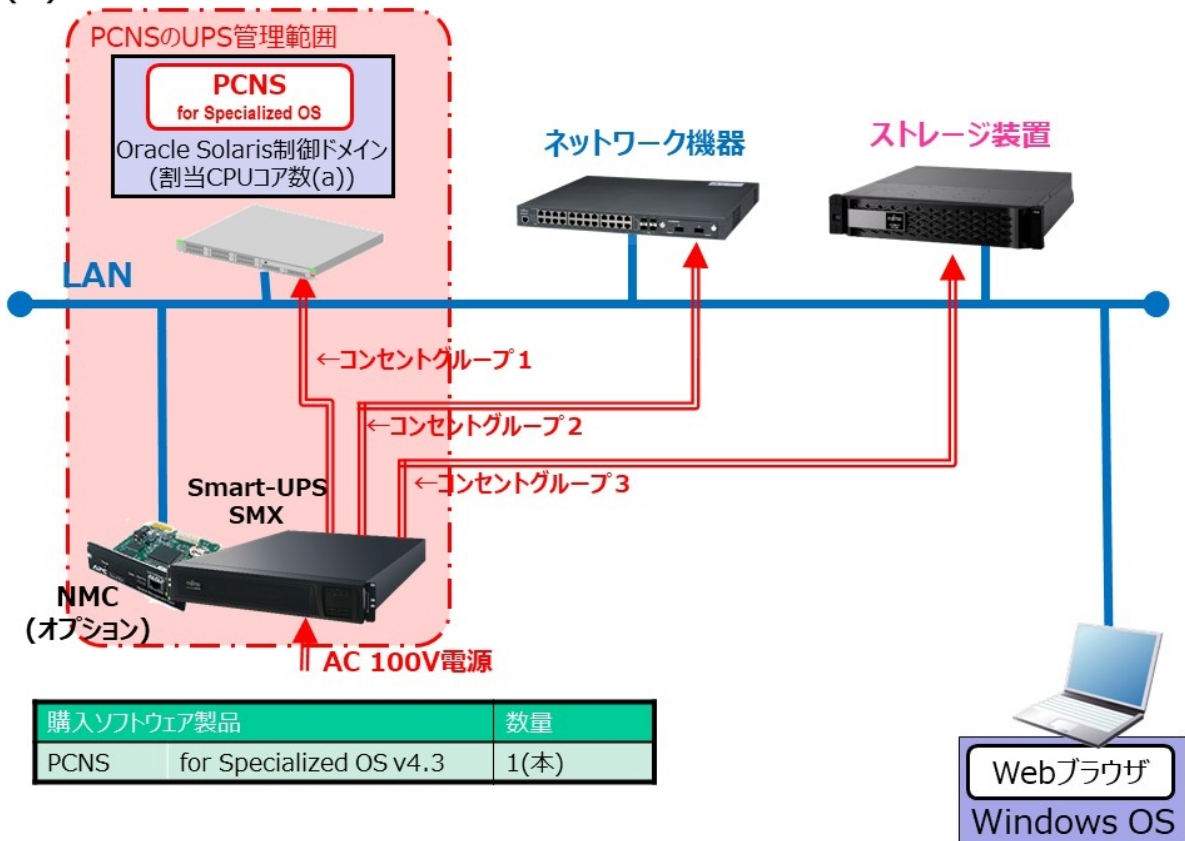 PCNSのUPS管理範囲
PCNS
for Specialized OS
Oracle Solaris制御ドメイン
(割当CPUコア数(a))
ネットワーク機器
ストレージ装置
LAN
←コンセントグループ１
←コンセントグループ２
←コンセントグループ３
Smart-UPS
SMX
NMC
(オプション)
AC 100V電源
購入ソフトウェア製品 数量
PCNS for Specialized OS v4.3 1(本)
Webブラウザ
Windows OS